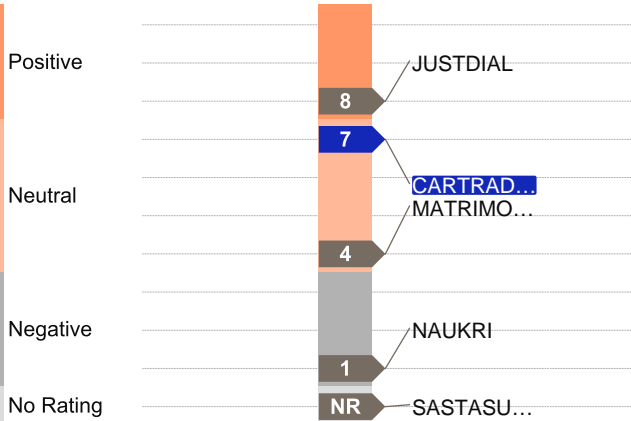 Positive
JUSTDIAL
8
7
CARTRAD...
Neutral
MATRIMO...
4
Negative
NAUKRI
1
No Rating
NR
SASTASU...